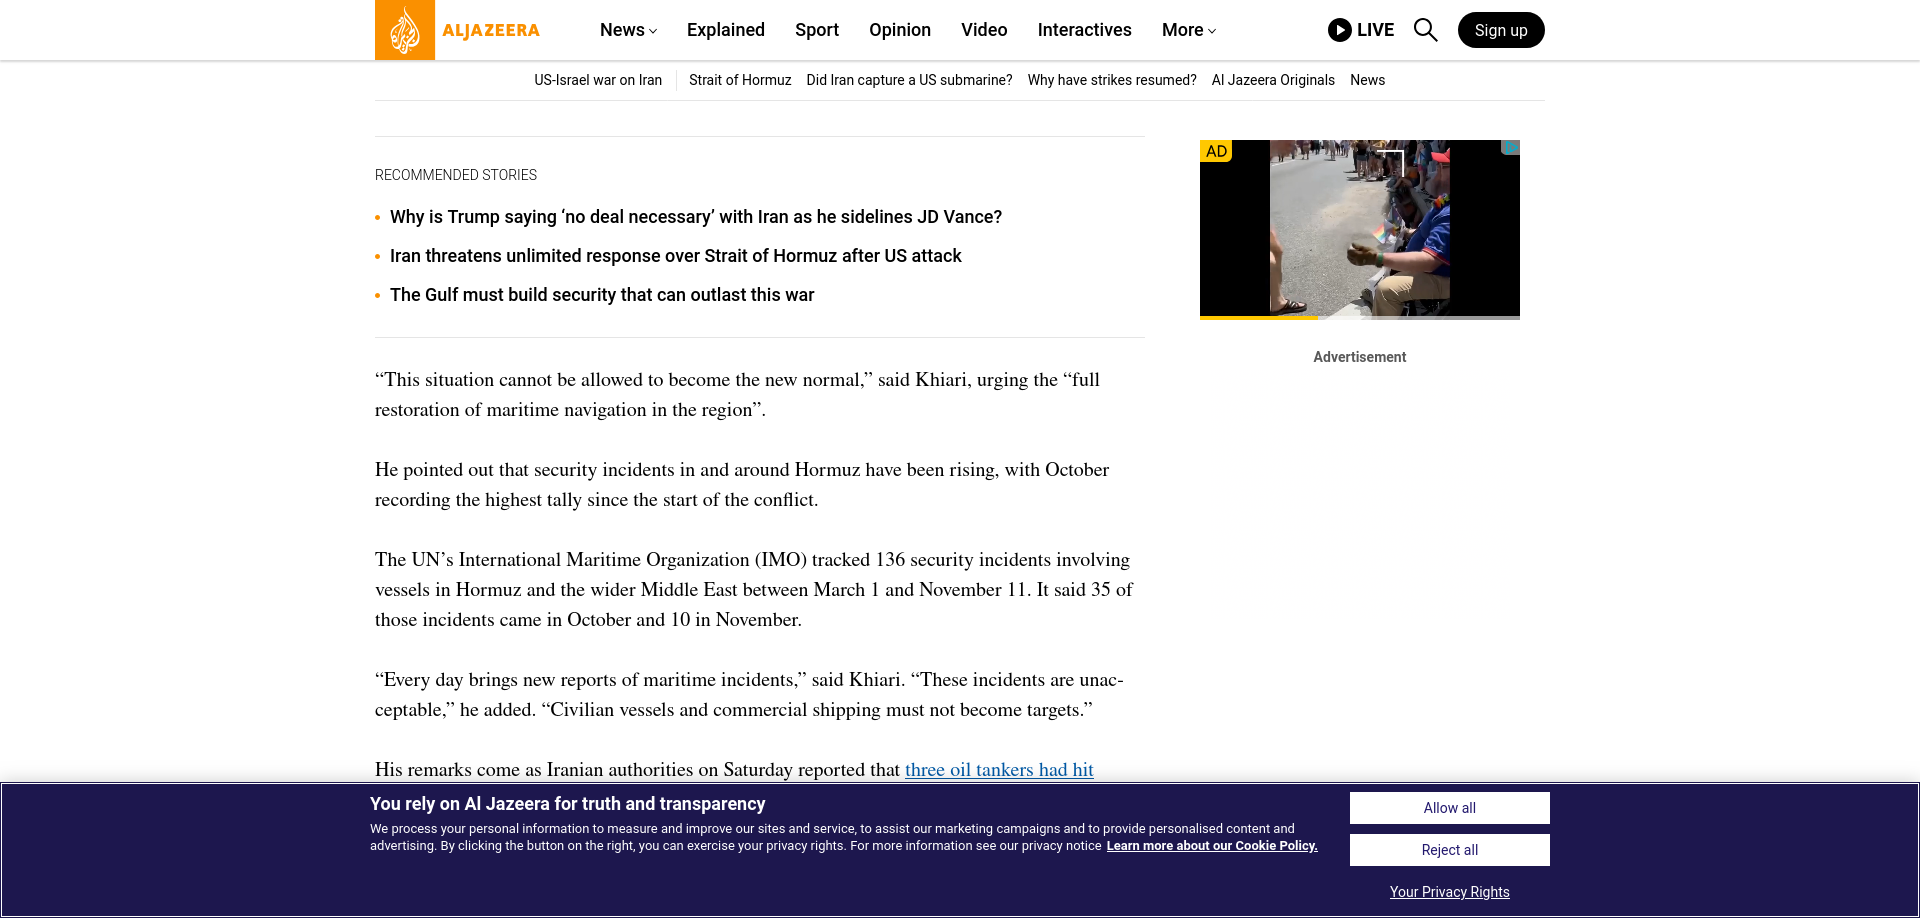 ALJAZEERA
News
Explained
Sport
Opinion
Video
Interactives
More
LIVE
Sign up
US-Israel war on Iran
Strait of Hormuz
Did Iran capture a US submarine?
Why have strikes resumed?
Al Jazeera Originals
News
RECOMMENDED STORIES
Why is Trump saying ‘no deal necessary’ with Iran as he sidelines JD Vance?
Iran threatens unlimited response over Strait of Hormuz after US attack
The Gulf must build security that can outlast this war
AD
Advertisement
“This situation cannot be allowed to become the new normal,” said Khiari, urging the “full
restoration of maritime navigation in the region”.
He pointed out that security incidents in and around Hormuz have been rising, with October
recording the highest tally since the start of the conflict.
The UN’s International Maritime Organization (IMO) tracked 136 security incidents involving
vessels in Hormuz and the wider Middle East between March 1 and November 11. It said 35 of
those incidents came in October and 10 in November.
“Every day brings new reports of maritime incidents,” said Khiari. “These incidents are unac-
ceptable,” he added. “Civilian vessels and commercial shipping must not become targets.”
His remarks come as Iranian authorities on Saturday reported that three oil tankers had hit
You rely on Al Jazeera for truth and transparency
We process your personal information to measure and improve our sites and service, to assist our marketing campaigns and to provide personalised content and
advertising. By clicking the button on the right, you can exercise your privacy rights. For more information see our privacy notice Learn more about our Cookie Policy.
Allow all
Reject all
Your Privacy Rights